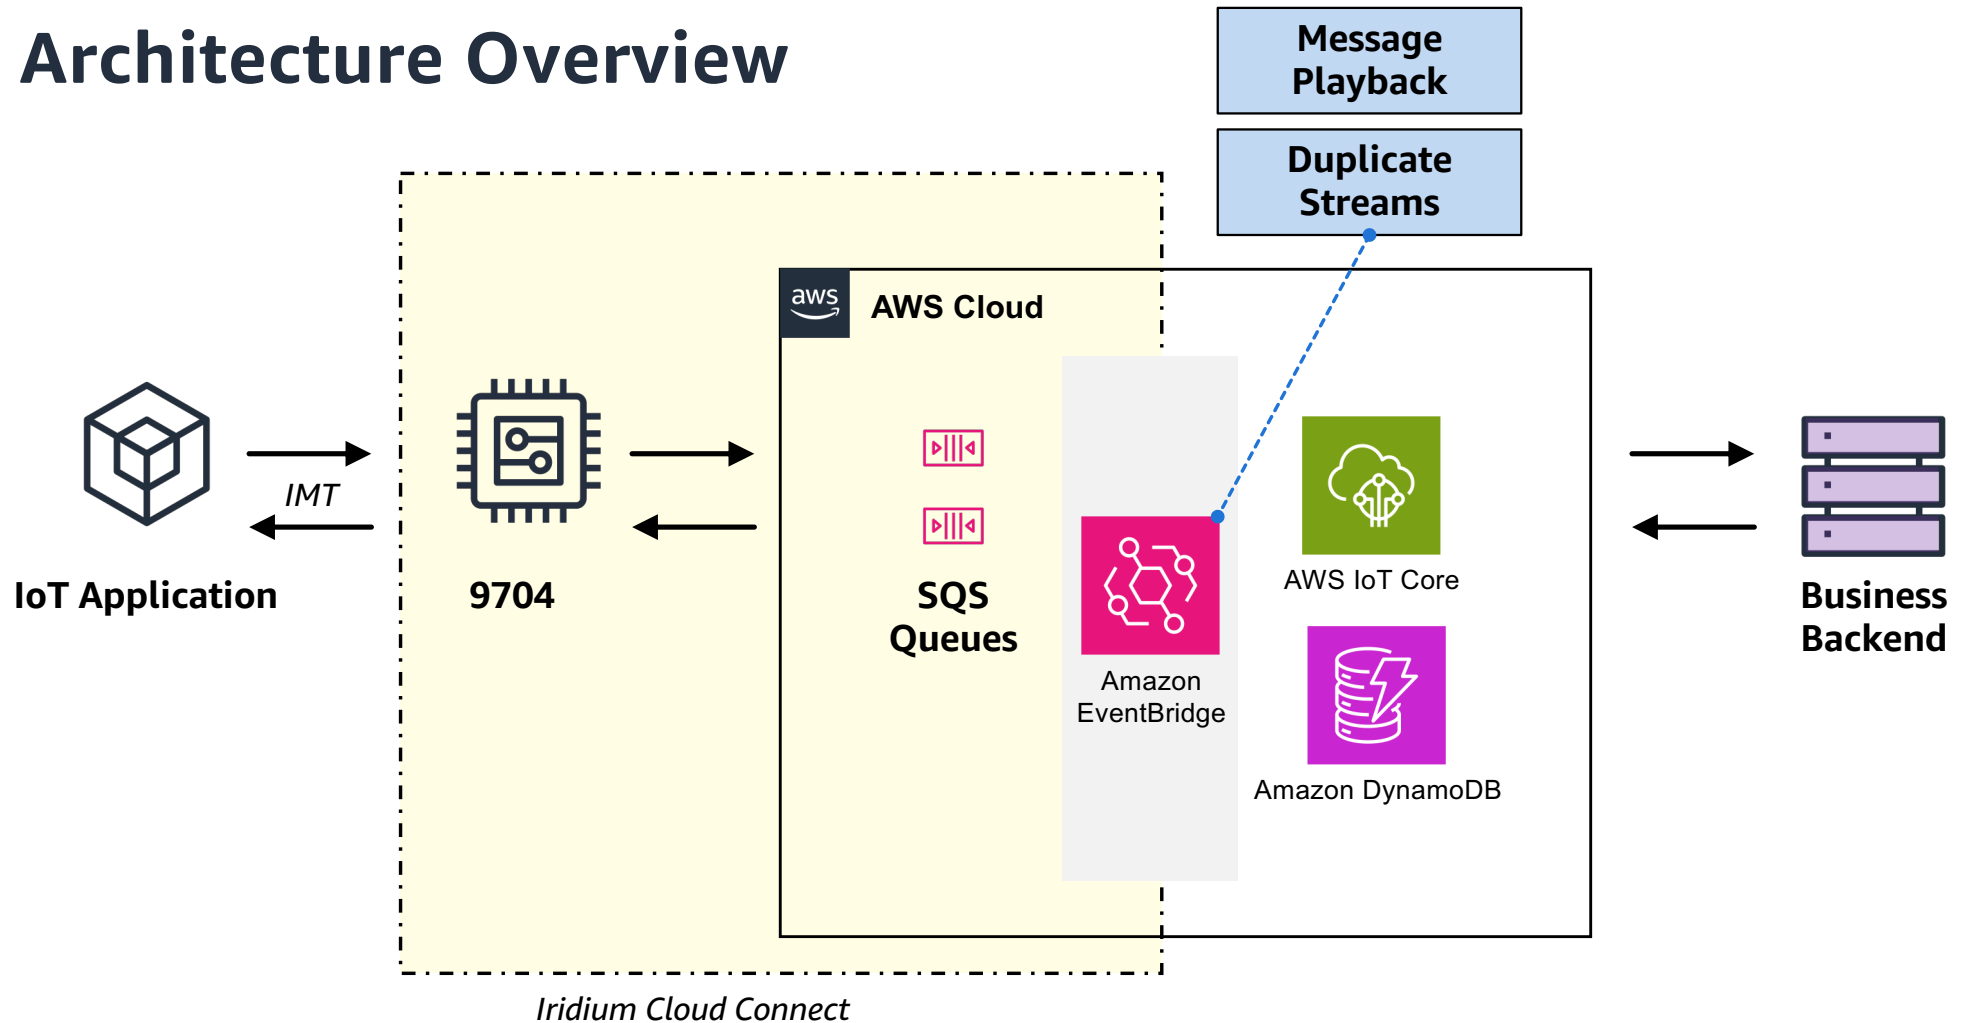 Architecture Overview
Message
Playback
Duplicate
Streams
aws
AWS Cloud
IMT
IoT Application
9704
SQS
Queues
Amazon
EventBridge
AWS IoT Core
Amazon DynamoDB
Business
Backend
Iridium Cloud Connect